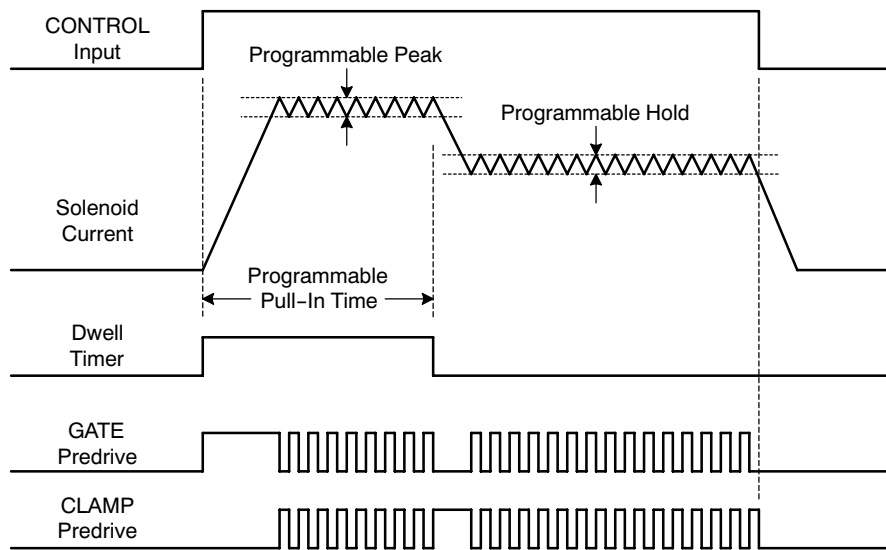 CONTROL
Input
Programmable Peak
Programmable Hold
Solenoid
Current
Programmable
Pull−In Time
Dwell
Timer
GATE
Predrive
CLAMP
Predrive